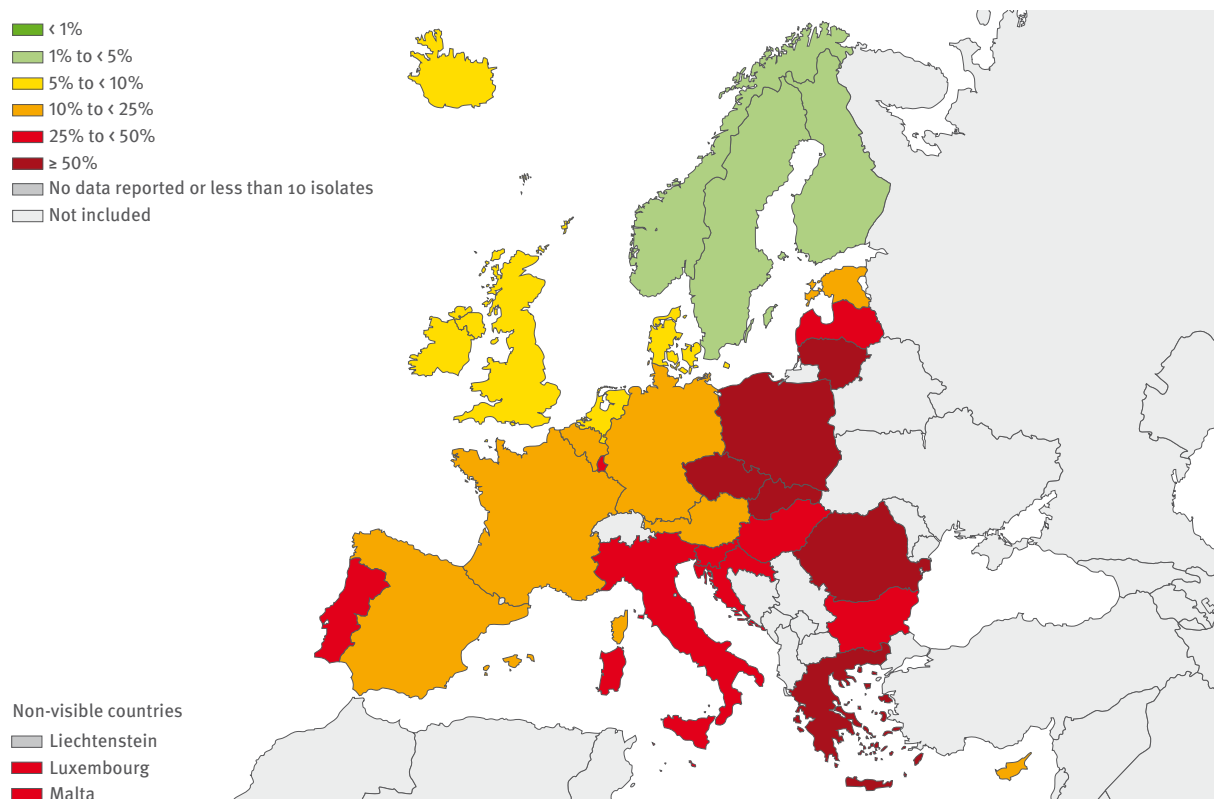 < 1%
1% to < 5%
5% to < 10%
10% to < 25%
25% to < 50%
≥ 50%
No data reported or less than 10 isolates
Not included
Non-visible countries
Liechtenstein
Luxembourg
Malta